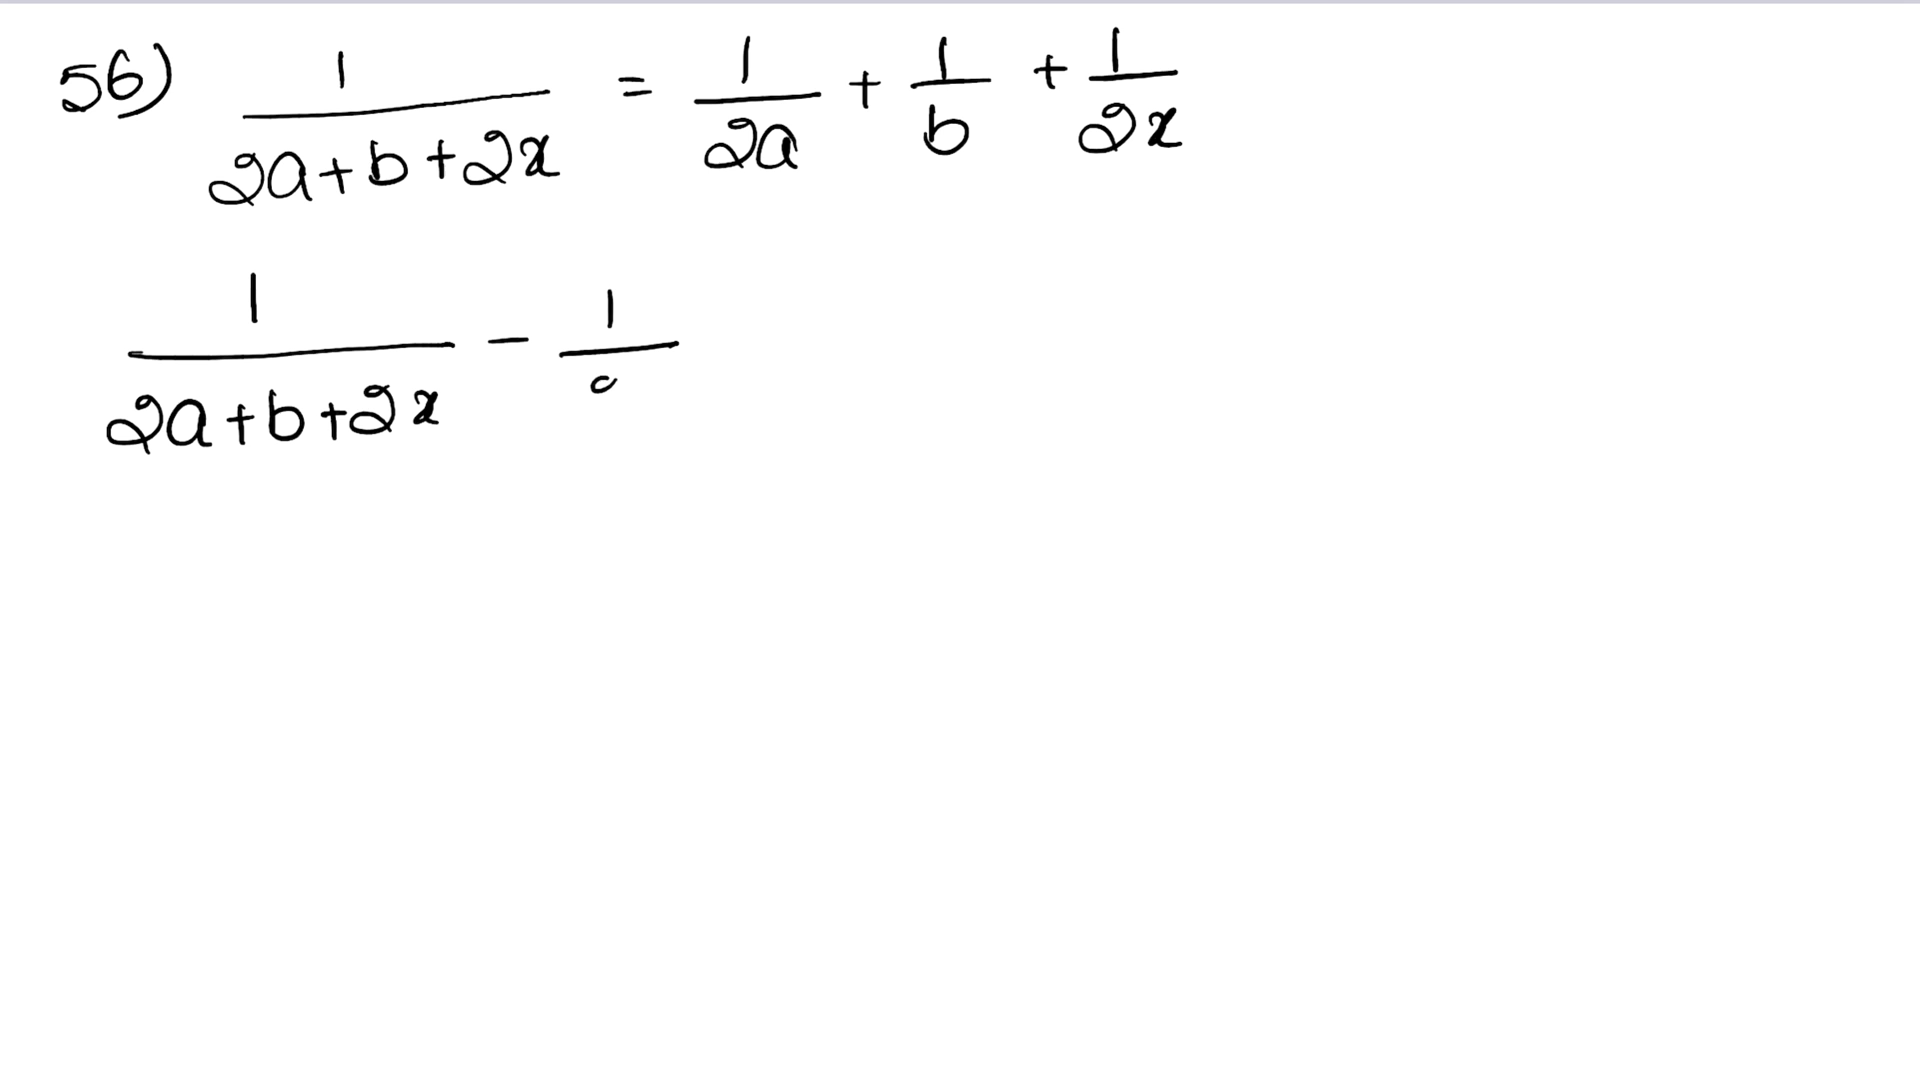 56) 1/(2a+b+2x) = 1/2a + 1/b + 1/2x
1/(2a+b+2x) - 1/